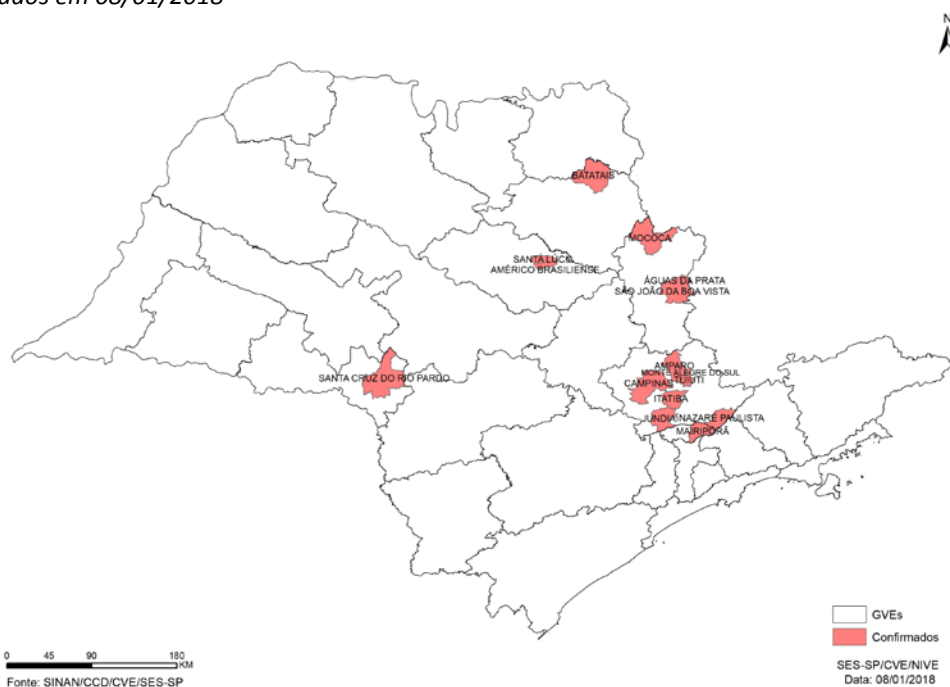 ados em 08/01/2018
N
BATATAIS
MOCOCA
SANTA LÚCIA
AMÉRICO BRASILIENSE
ÁGUAS DA PRATA
SÃO JOÃO DA BOA VISTA
AMPARO
MONTE ALEGRE DO SUL
SANTA CRUZ DO RIO PARDO
CAMPINAS
TUIUTI
ITATIBA
JUNDIAÍ NAZARÉ PAULISTA
MAIRIPORÃ
GVEs
Confirmados
0 45 90 180
KM
SES-SP/CVE/NIVE
Fonte: SINAN/CCD/CVE/SES-SP
Data: 08/01/2018